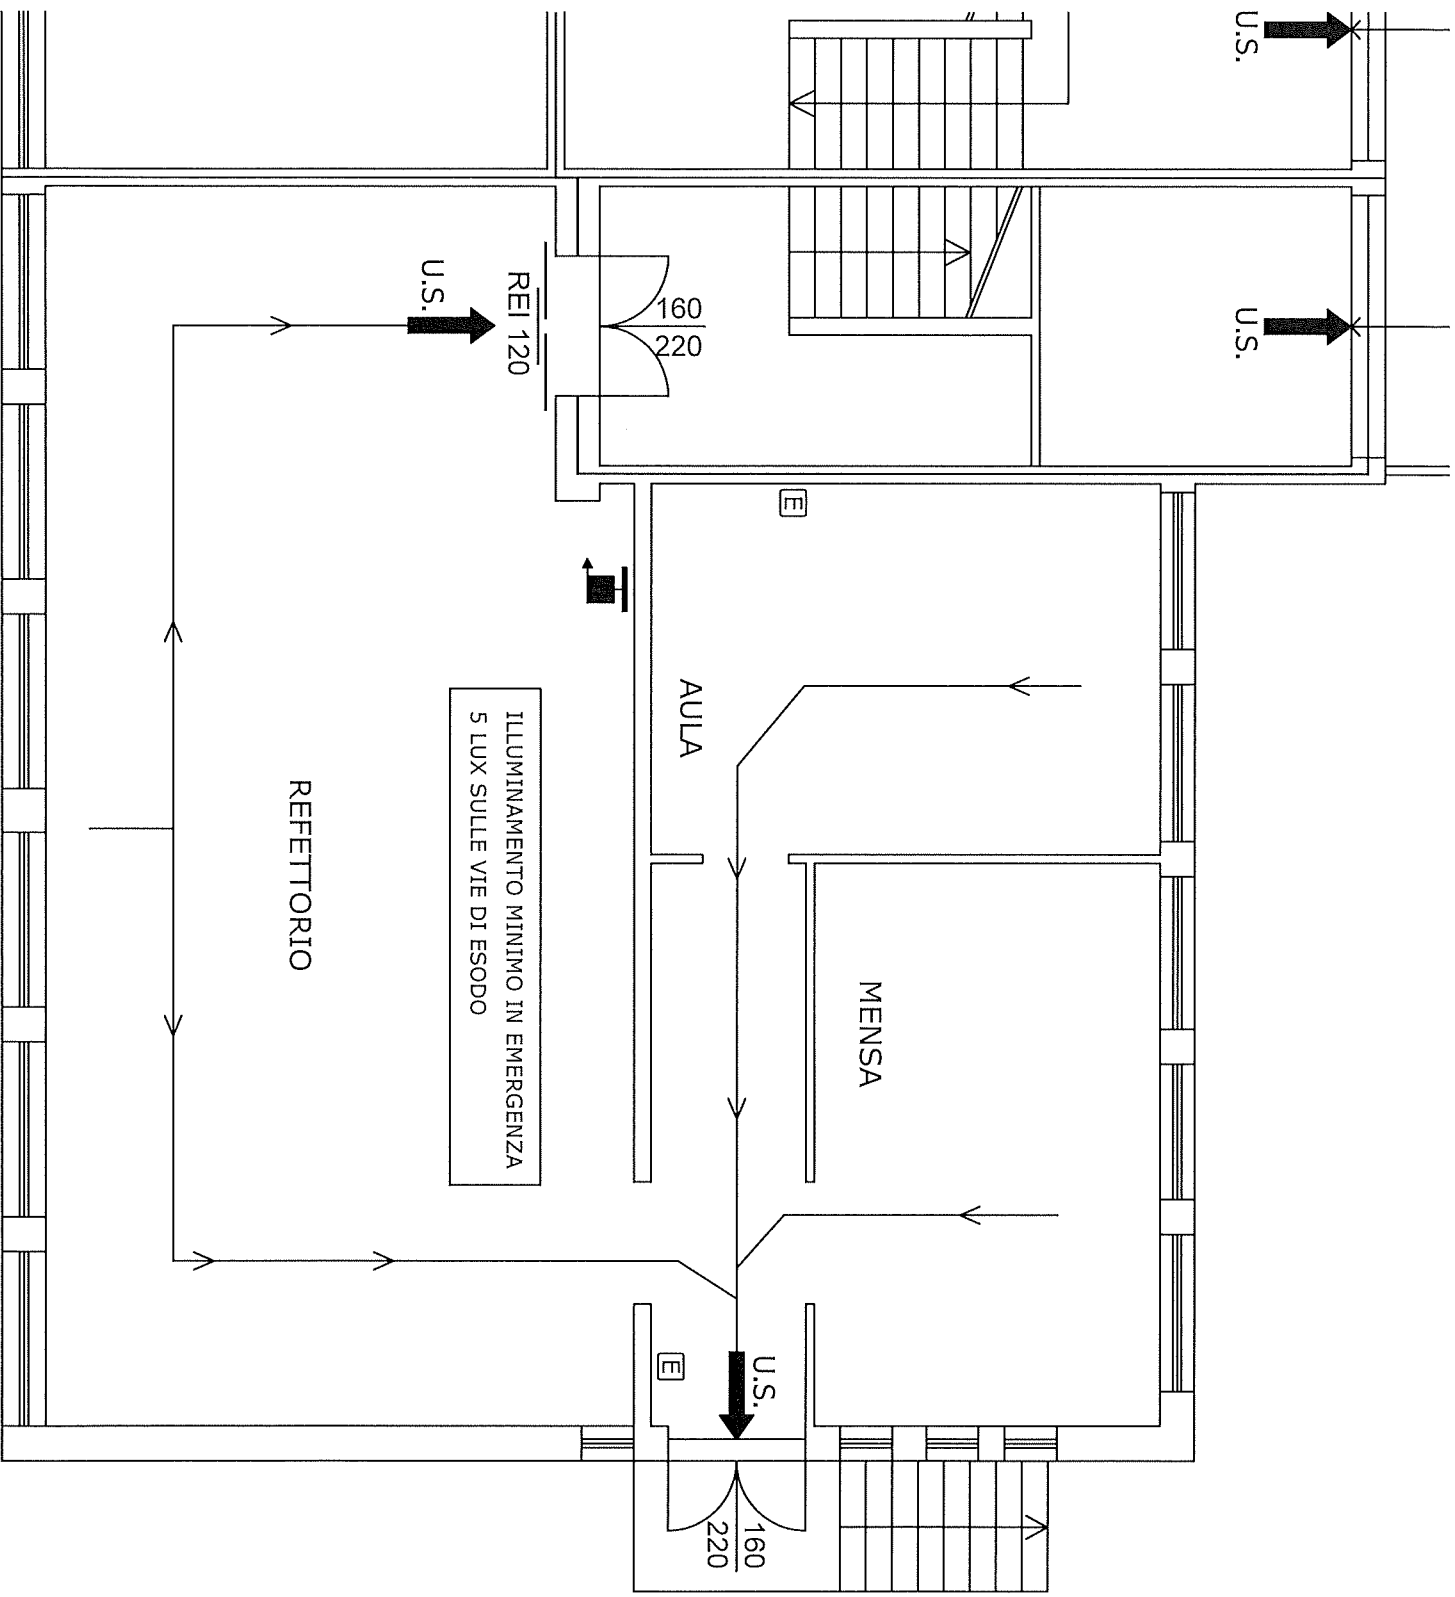 U.S.
U.S.
U.S.
REI 120
160
220
E
AULA
ILLUMINAMENTO MINIMO IN EMERGENZA
5 LUX SULLE VIE DI ESODO
REFETTORIO
MENSA
E
U.S.
160
220